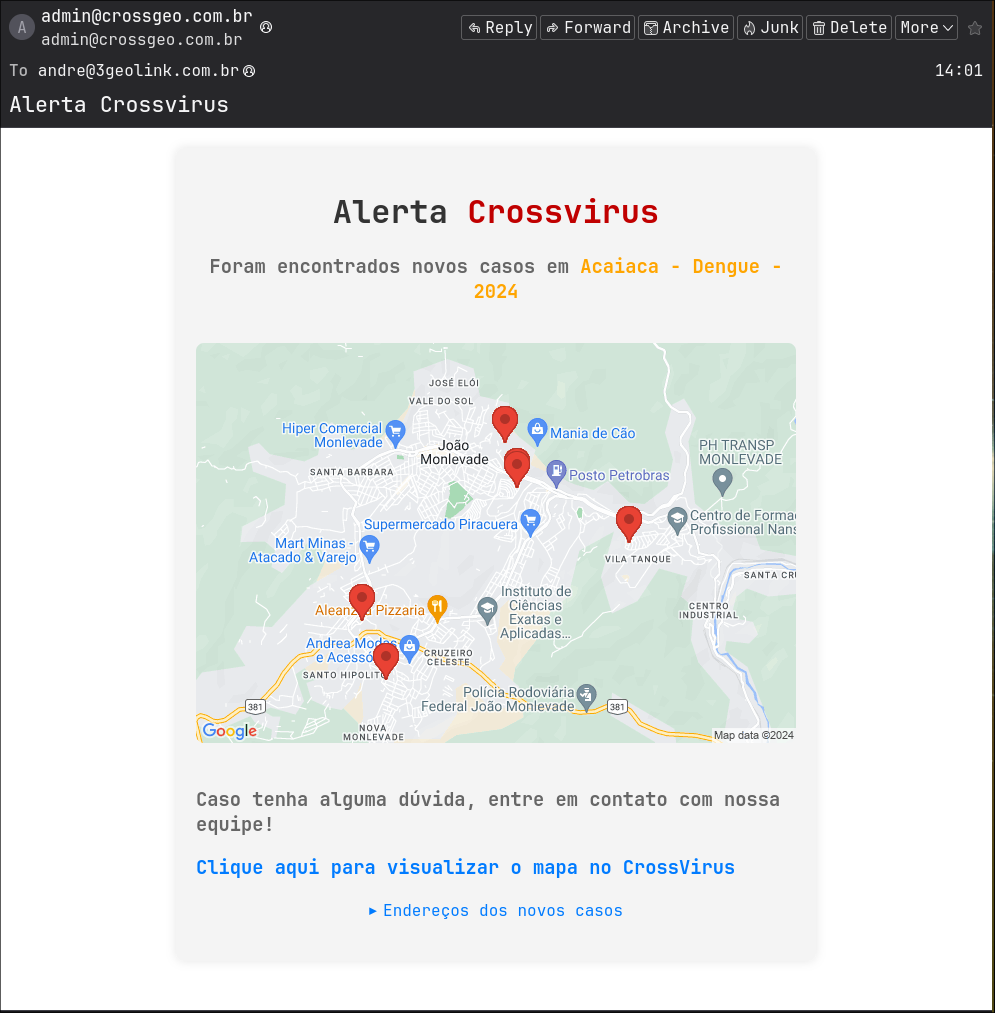 A
admin@crossgeo.com.br
admin@crossgeo.com.br
Reply Forward Archive Junk Delete More
To andre@3geolink.com.br
14:01
Alerta Crossvirus
Alerta Crossvirus
Foram encontrados novos casos em Acaiaca - Dengue -
2024
JOSÉ ELÓI
VALE DO SOL
Hiper Comercial
Monlevade
Mania de Cão
João
Monlevade
PH TRANSP
MONLEVADE
SANTA BARBARA
Posto Petrobras
Supermercado Piracuera
Centro de Formaç
Profissional Nans
Mart Minas -
Atacado & Varejo
VILA TANQUE
SANTA CRU
Instituto de
Ciências
Exatas e
Aplicadas...
CENTRO
INDUSTRIAL
Pizzaria
Andrea Modas
e Acessó
CRUZEIRO
CELESTE
SANTO HIPOLITO
Polícia Rodoviária
Federal João Monlevade
381
381
NOVA
MONLEVADE
Google
Map data ©2024
Caso tenha alguma dúvida, entre em contato com nossa
equipe!
Clique aqui para visualizar o mapa no CrossVirus
▸ Endereços dos novos casos